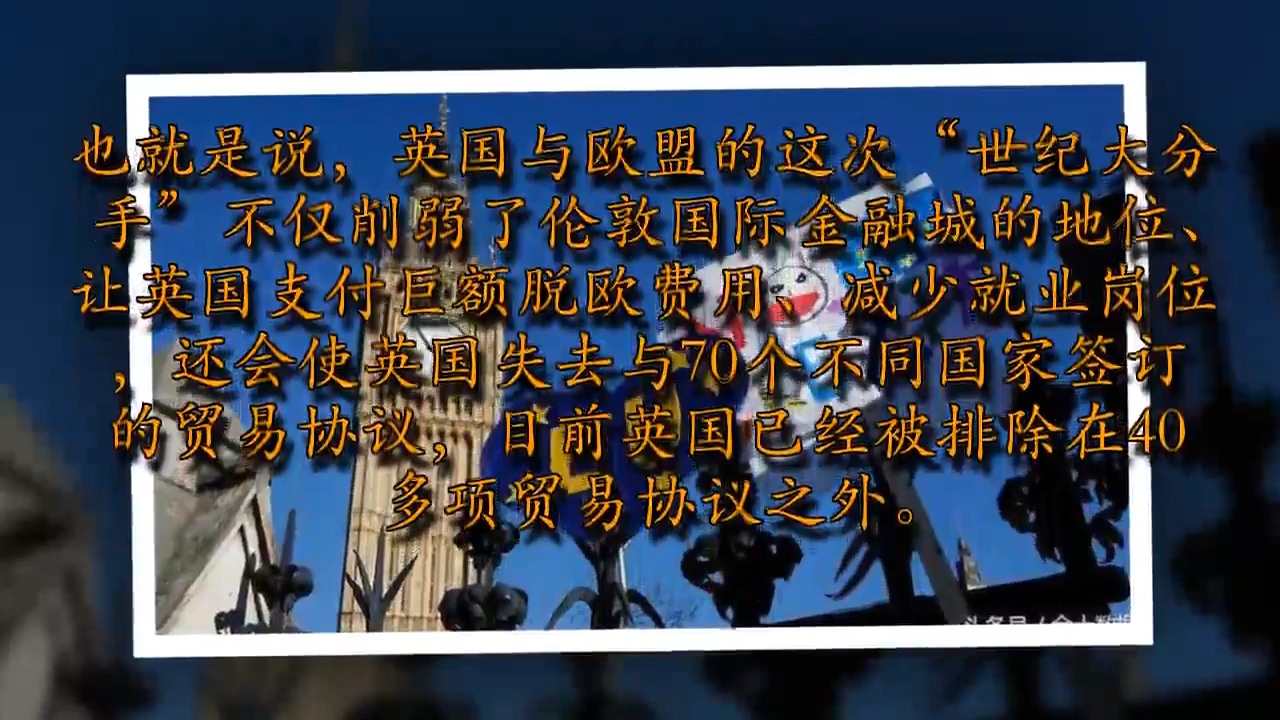 也就是说，英国与欧盟的这次“世纪大分
手”不仅削弱了伦敦国际金融城的地位、
让英国支付巨额脱欧费用、减少就业岗位
，还会使英国失去与70个不同国家签订
的贸易协议，目前英国已经被排除在40
多项贸易协议之外。